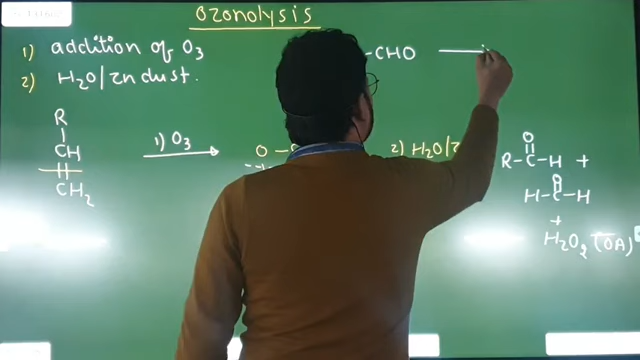 Ozonolysis
1) addition of O3
2) H2O/Zn dust.
-CHO
R
CH
CH2
1) O3
O - O
2) H2O/Z
O
R-C-H +
O
H-C-H
+
H2O2 (OA)